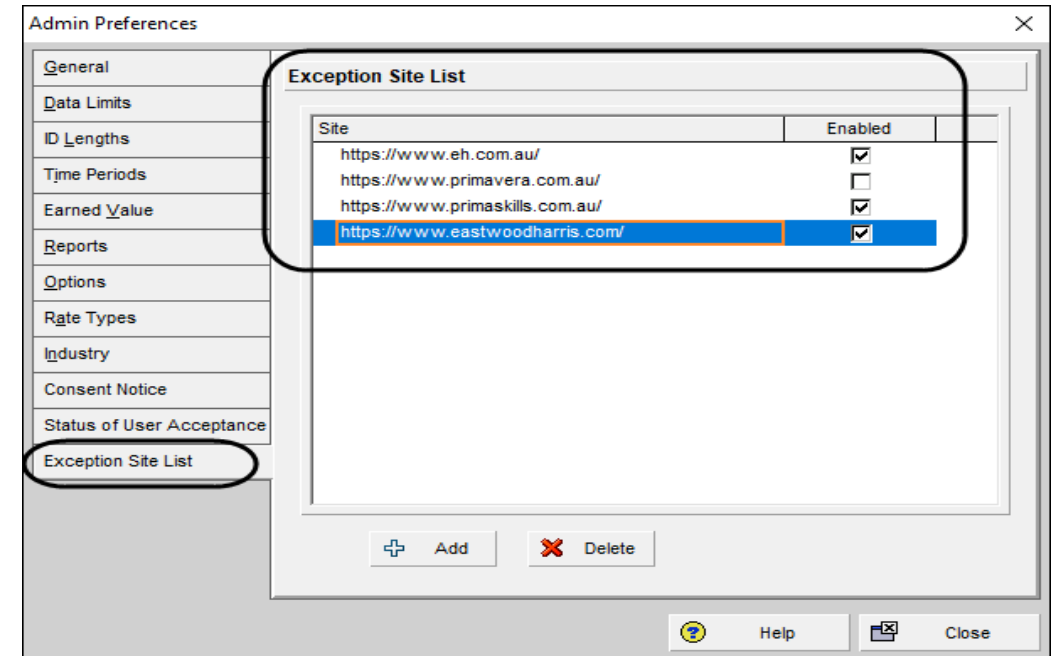 Admin Preferences
General
Data Limits
ID Lengths
Time Periods
Earned Value
Reports
Options
Rate Types
Industry
Consent Notice
Status of User Acceptance
Exception Site List
Exception Site List
Site Enabled
https://www.eh.com.au/
https://www.primavera.com.au/
https://www.primaskills.com.au/
https://www.eastwoodharris.com/
Add Delete
Help Close